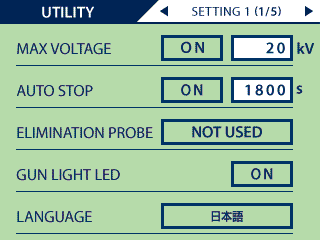 UTILITY ◀ SETTING 1 (1/5) ▶
MAX VOLTAGE ON 20 kV
AUTO STOP ON 1800 s
ELIMINATION PROBE NOT USED
GUN LIGHT LED ON
LANGUAGE 日本語